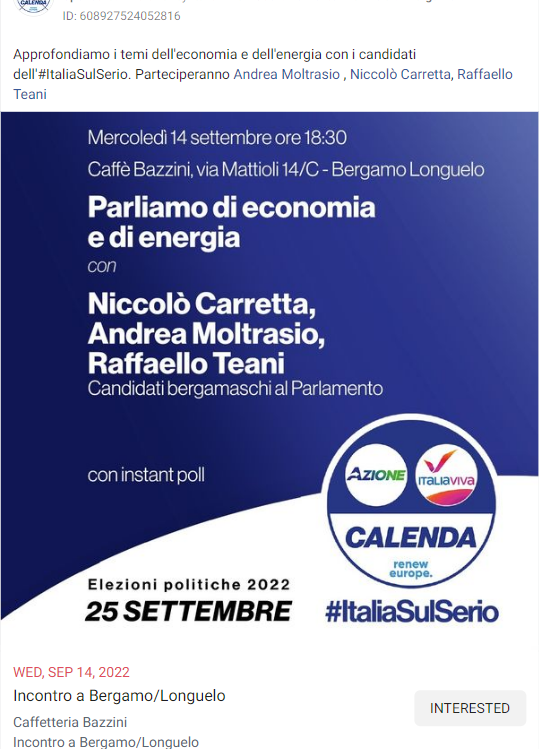 CALENDA
ID: 608927524052816
Approfondiamo i temi dell'economia e dell'energia con i candidati
dell'#ItaliaSulSerio. Parteciperanno Andrea Moltrasio , Niccolò Carretta, Raffaello
Teani
Mercoledì 14 settembre ore 18:30
Caffè Bazzini, via Mattioli 14/C - Bergamo Longuelo
Parliamo di economia
e di energia
con
Niccolò Carretta,
Andrea Moltrasio,
Raffaello Teani
Candidati bergamaschi al Parlamento
con instant poll
AZIONE
ITALIAVIVA
CALENDA
renew
europe.
Elezioni politiche 2022
25 SETTEMBRE
#ItaliaSulSerio
WED, SEP 14, 2022
Incontro a Bergamo/Longuelo
Caffetteria Bazzini
Incontro a Bergamo/Longuelo
INTERESTED